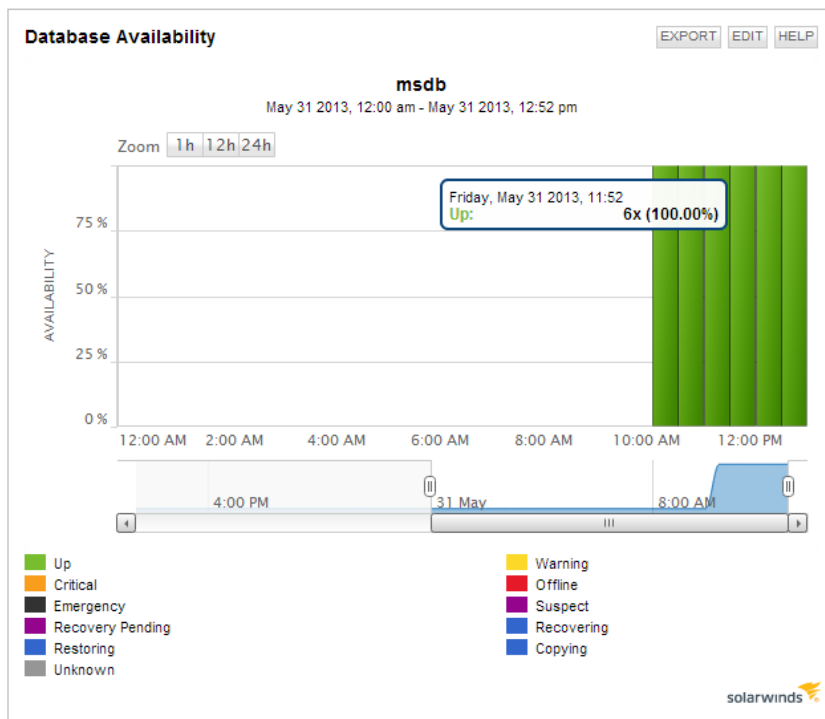 Database Availability
EXPORT EDIT HELP
msdb
May 31 2013, 12:00 am - May 31 2013, 12:52 pm
Zoom 1h 12h 24h
Friday, May 31 2013, 11:52
Up: 6x (100.00%)
75 %
50 %
25 %
0 %
AVAILABILITY
12:00 AM 2:00 AM 4:00 AM 6:00 AM 8:00 AM 10:00 AM 12:00 PM
4:00 PM 31 May 8:00 AM
Up
Critical
Emergency
Recovery Pending
Restoring
Unknown
Warning
Offline
Suspect
Recovering
Copying
solarwinds